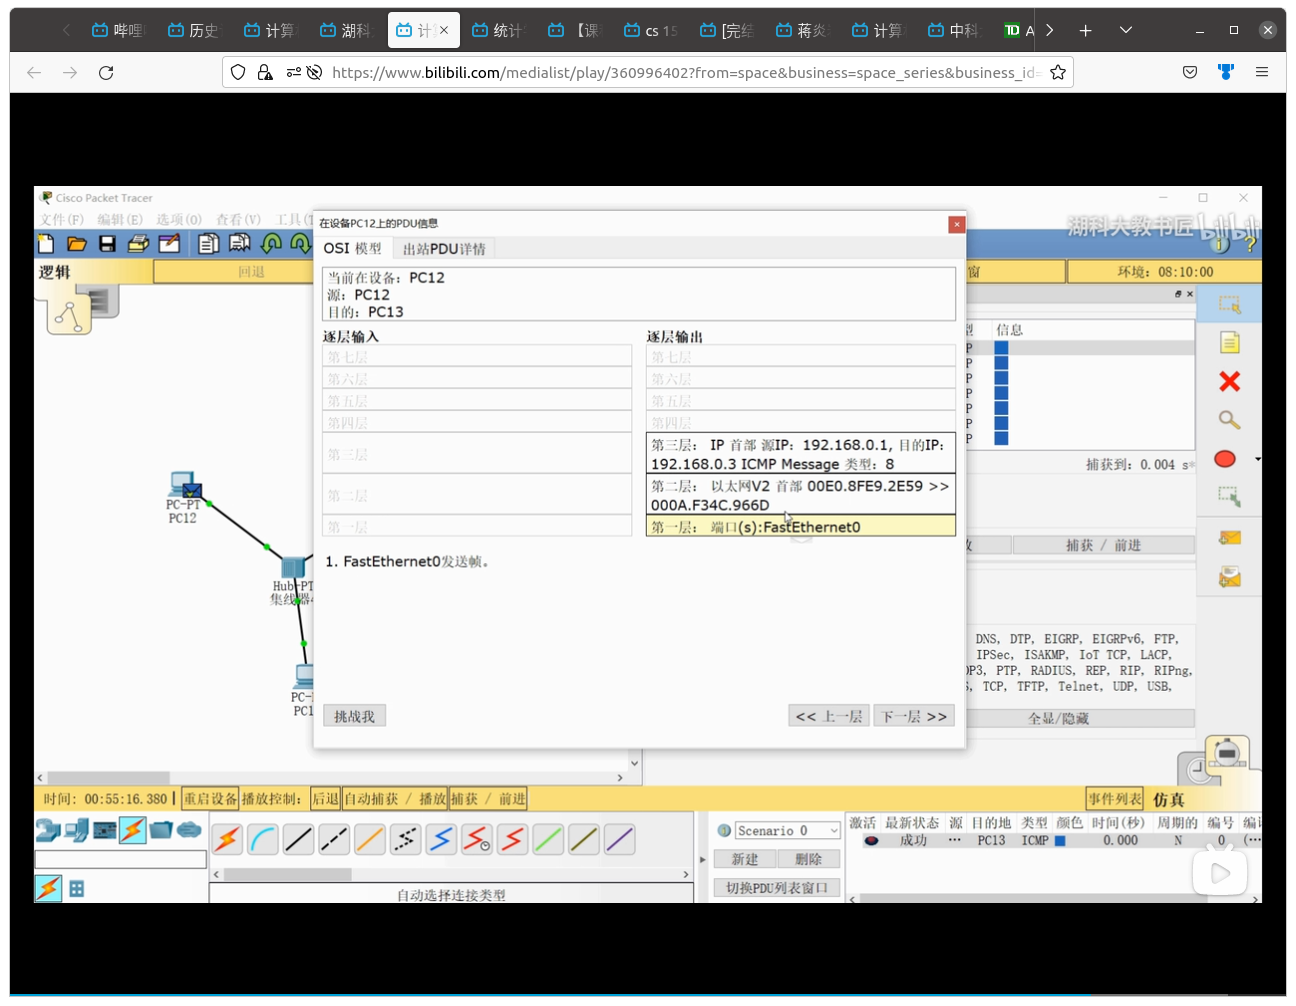 哔哩
历史
计算
湖科
计
统计
【课
cs 15
[完结
蒋炎
计算
中科
TD A
https://www.bilibili.com/medialist/play/360996402?from=space&business=space_series&business_id=
Cisco Packet Tracer
文件(F) 编辑(E) 选项(O) 查看(V) 工具(T
湖科大教书匠 bilibili
逻辑
回退
窗
环境: 08:10:00
在设备PC12上的PDU信息
OSI 模型
出站PDU详情
当前在设备: PC12
源: PC12
目的: PC13
逐层输入
逐层输出
第七层
第七层
第六层
第六层
第五层
第五层
第四层
第四层
第三层
第三层: IP 首部 源IP: 192.168.0.1, 目的IP:
192.168.0.3 ICMP Message 类型: 8
第二层
第二层: 以太网V2 首部 00E0.8FE9.2E59 >>
000A.F34C.966D
第一层
第一层: 端口(s):FastEthernet0
1. FastEthernet0发送帧。
挑战我
<< 上一层
下一层 >>
型 信息
P
P
P
P
P
P
P
捕获到: 0.004 s*
放
捕获 / 前进
DNS, DTP, EIGRP, EIGRPv6, FTP,
IPSec, ISAKMP, IoT TCP, LACP,
OP3, PTP, RADIUS, REP, RIP, RIPng,
S, TCP, TFTP, Telnet, UDP, USB,
全显/隐藏
PC-PT
PC12
Hub-PT
集线器
PC-
PC1
时间: 00:55:16.380
重启设备
播放控制:
后退
自动捕获 / 播放
捕获 / 前进
事件列表
仿真
自动选择连接类型
Scenario 0
新建
删除
切换PDU列表窗口
激活 最新状态 源 目的地 类型 颜色 时间(秒) 周期的 编号 编辑
成功 ... PC13 ICMP 0.000 N 0 (...